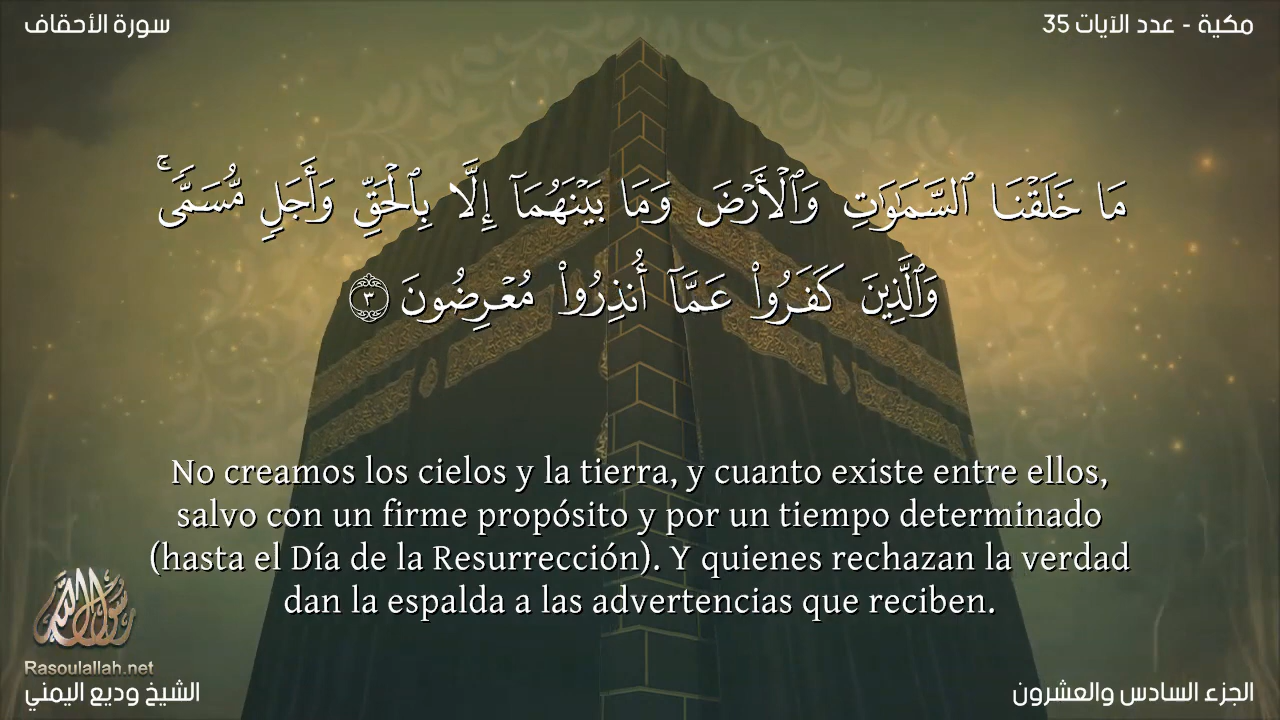 مكية - عدد الآيات 35
سورة الأحقاف
مَا خَلَقْنَا ٱلسَّمَـٰوَٰتِ وَٱلْأَرْضَ وَمَا بَيْنَهُمَآ إِلَّا بِٱلْحَقِّ وَأَجَلٍ مُّسَمًّى ۚ
وَٱلَّذِينَ كَفَرُوا۟ عَمَّآ أُنذِرُوا۟ مُعْرِضُونَ ٣
No creamos los cielos y la tierra, y cuanto existe entre ellos,
salvo con un firme propósito y por un tiempo determinado
(hasta el Día de la Resurrección). Y quienes rechazan la verdad
dan la espalda a las advertencias que reciben.
رسول الله
Rasoulallah.net
الجزء السادس والعشرون
الشيخ وديع اليمني